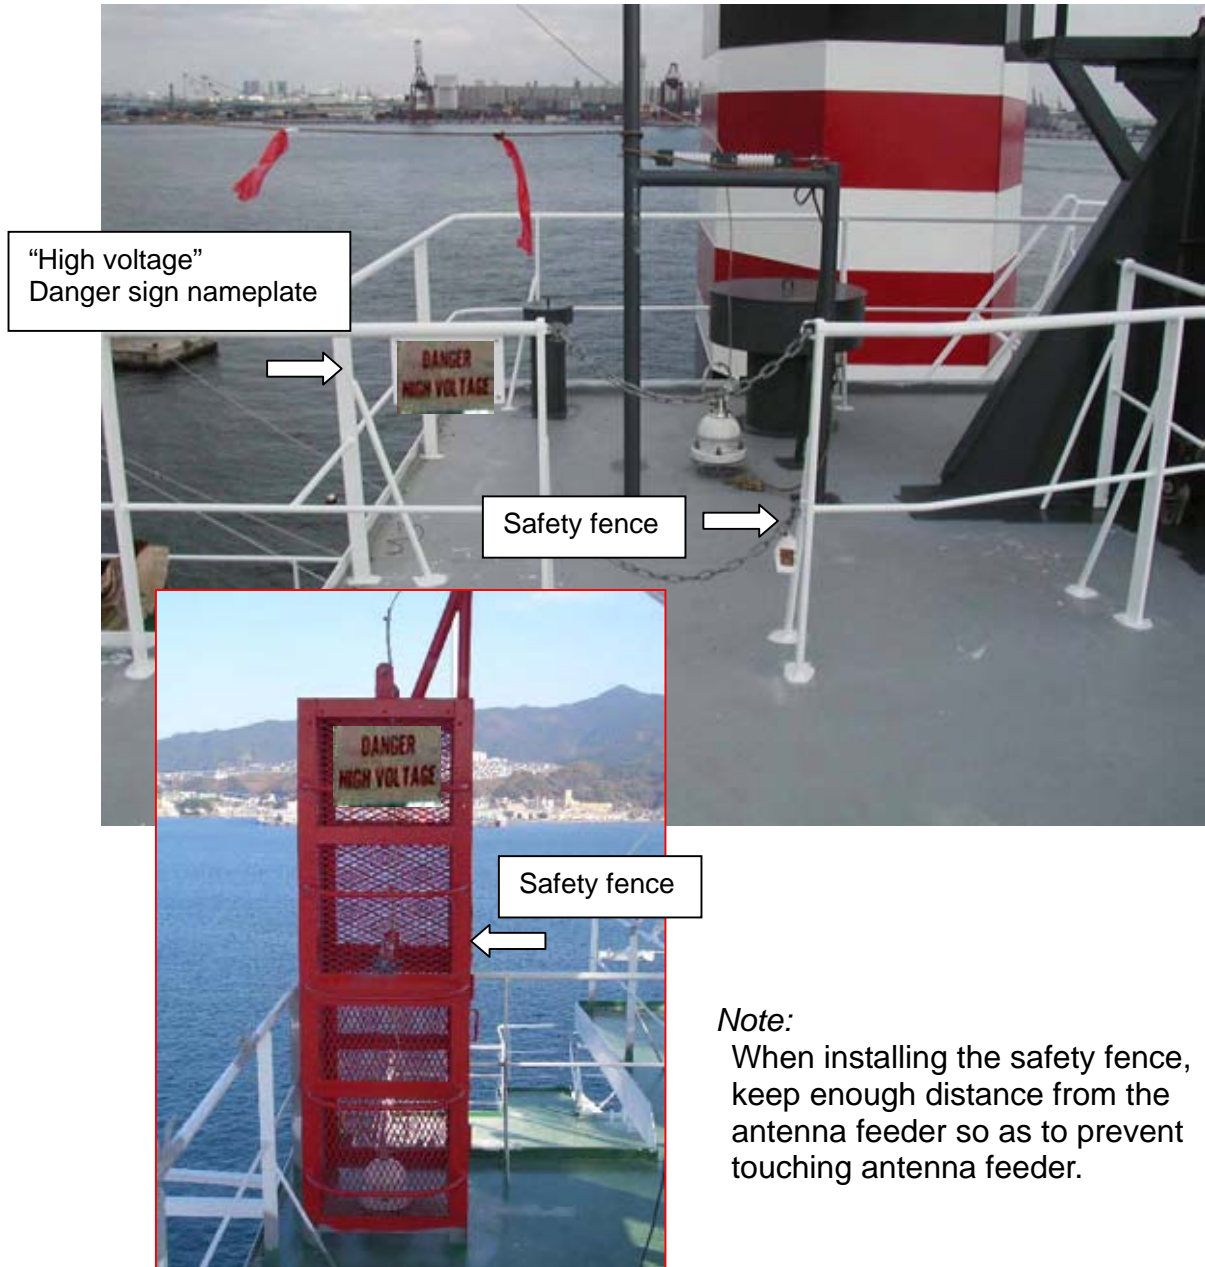 “High voltage”
Danger sign nameplate
DANGER
HIGH VOLTAGE
Safety fence
DANGER
HIGH VOLTAGE
Safety fence
Note:
When installing the safety fence,
keep enough distance from the
antenna feeder so as to prevent
touching antenna feeder.